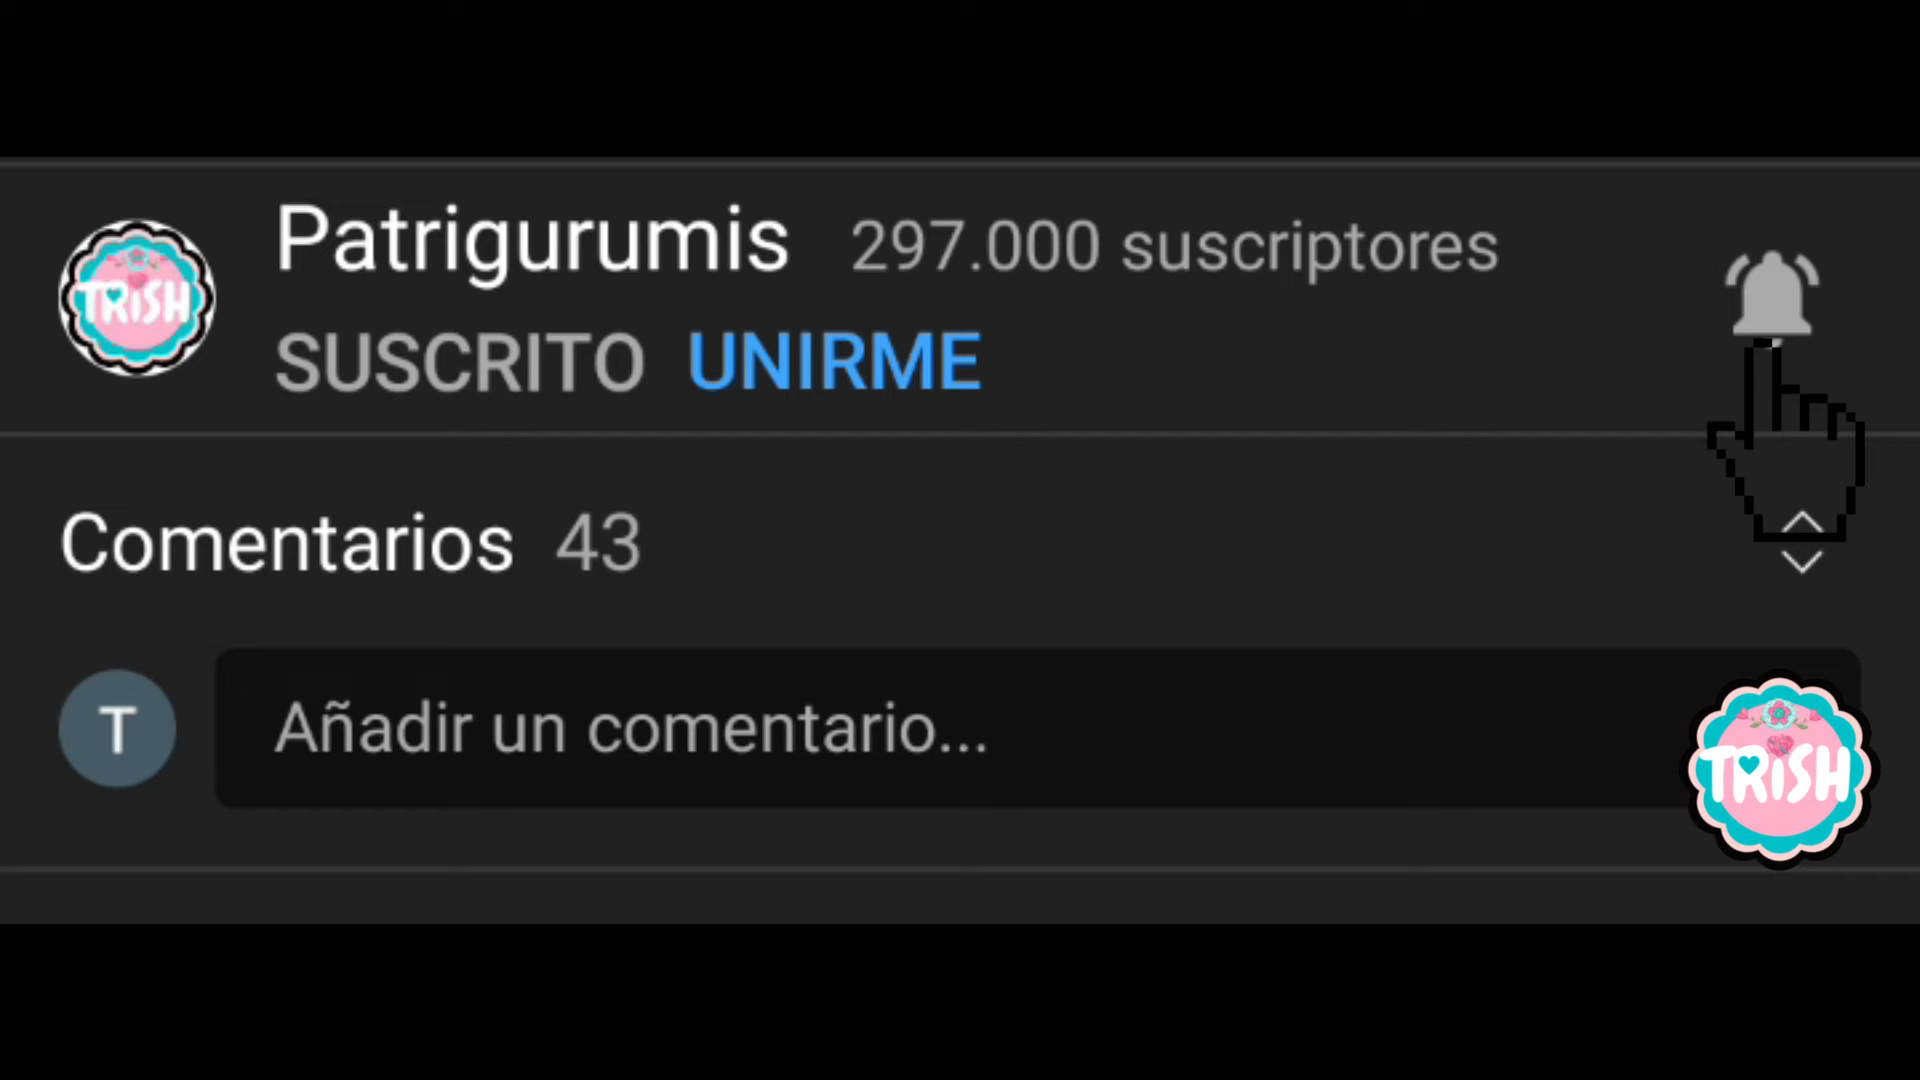 TRISH
Patrigurumis 297.000 suscriptores
SUSCRITO UNIRME
Comentarios 43
T Añadir un comentario...
TRISH